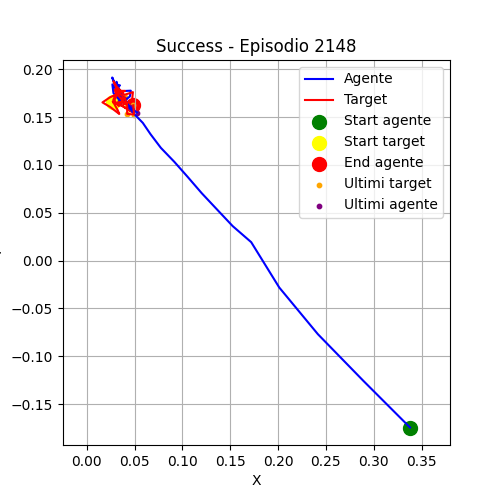 Success - Episodio 2148
0.20
0.15
0.10
0.05
0.00
−0.05
−0.10
−0.15
Agente
Target
Start agente
Start target
End agente
Ultimi target
Ultimi agente
0.00 0.05 0.10 0.15 0.20 0.25 0.30 0.35
X